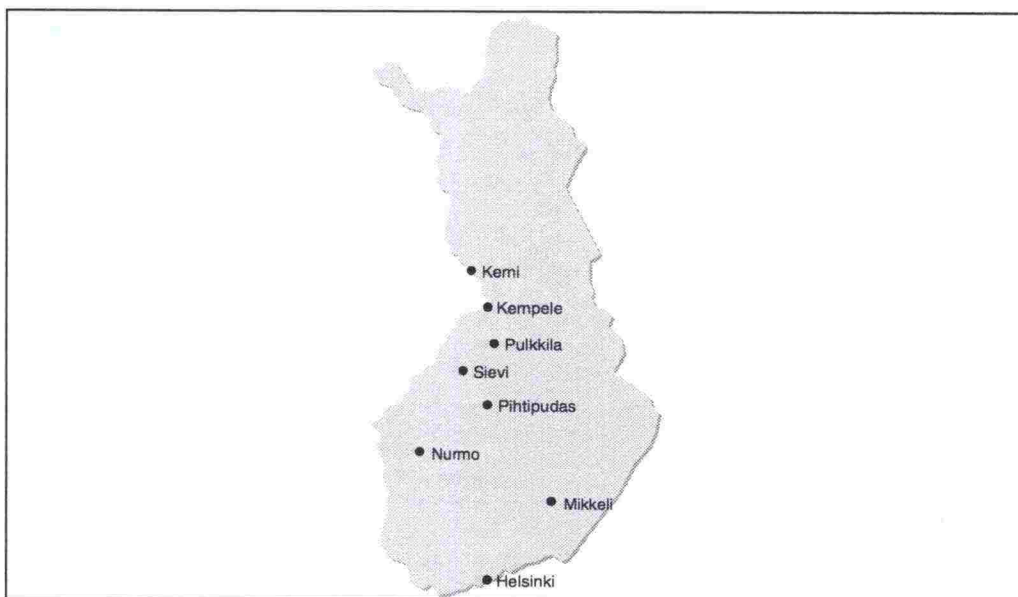 Kemi
Kempele
Pulkkila
Sievi
Pihtipudas
Nurmo
Mikkeli
Helsinki